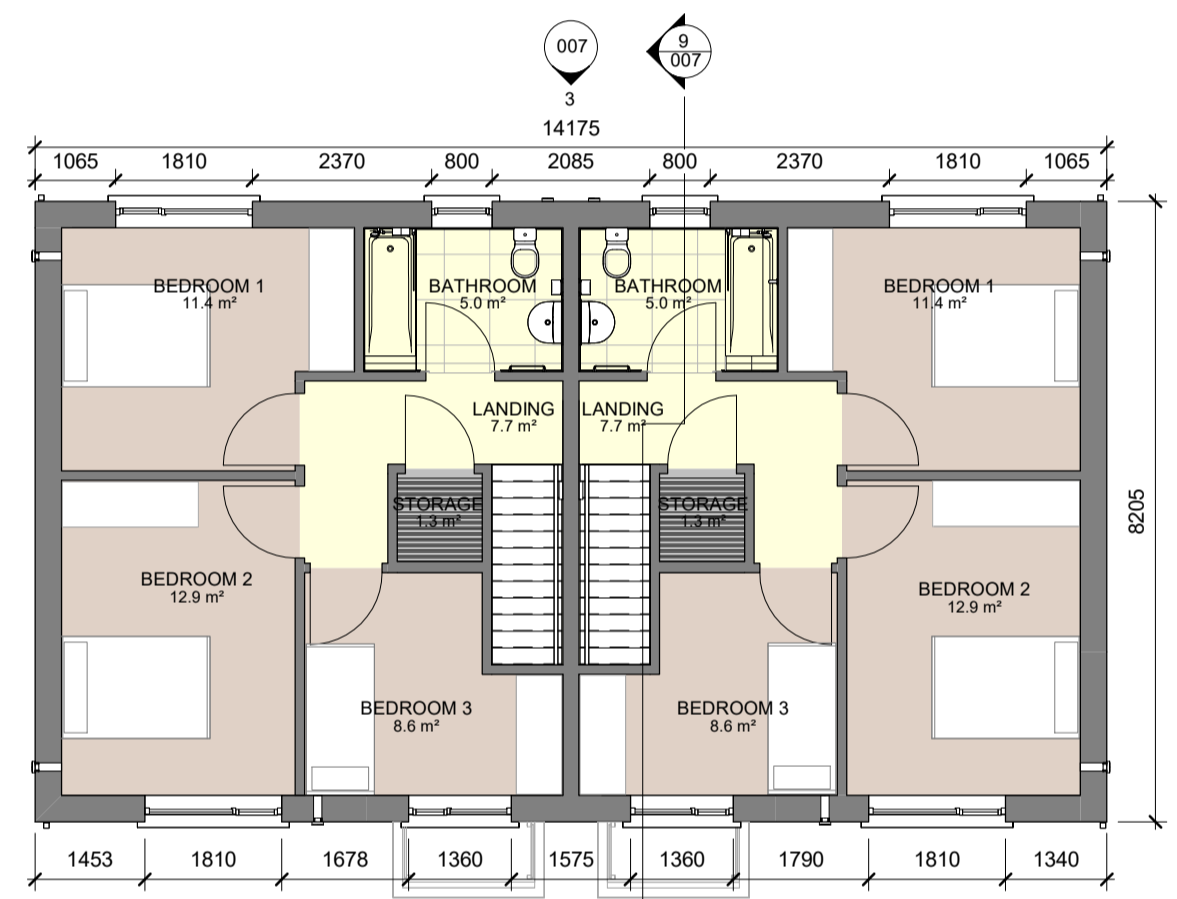 007
3
9
007
14175
1065 1810 2370 800 2085 800 2370 1810 1065
BEDROOM 1
11.4 m²
BATHROOM
5.0 m²
BATHROOM
5.0 m²
BEDROOM 1
11.4 m²
LANDING
7.7 m²
LANDING
7.7 m²
STORAGE
1.3 m²
STORAGE
1.3 m²
8205
BEDROOM 2
12.9 m²
BEDROOM 2
12.9 m²
BEDROOM 3
8.6 m²
BEDROOM 3
8.6 m²
1453 1810 1678 1360 1575 1360 1790 1810 1340